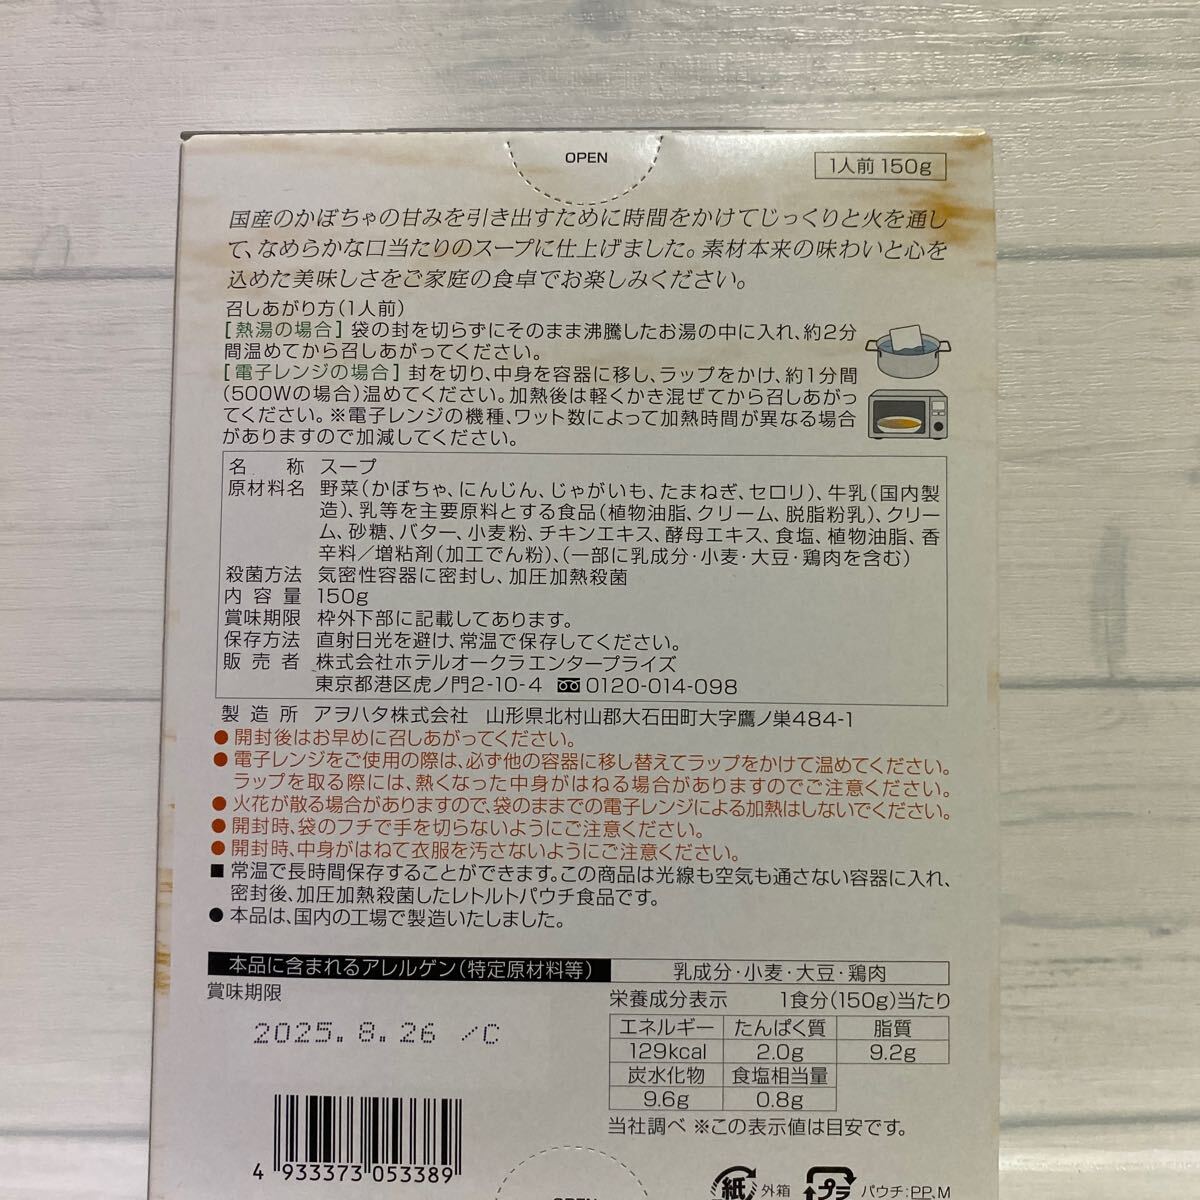 OPEN
1人前 150g
国産のかぼちゃの甘みを引き出すために時間をかけてじっくりと火を通し
て、なめらかな口当たりのスープに仕上げました。素材本来の味わいと心を
込めた美味しさをご家庭の食卓でお楽しみください。
召しあがり方(1人前)
[熱湯の場合] 袋の封を切らずにそのまま沸騰したお湯の中に入れ、約2分
間温めてから召しあがってください。
[電子レンジの場合] 封を切り、中身を容器に移し、ラップをかけ、約1分間
(500Wの場合)温めてください。加熱後は軽くかき混ぜてから召しあがっ
てください。※電子レンジの機種、ワット数によって加熱時間が異なる場合
がありますので加減してください。
名称 スープ
原材料名 野菜(かぼちゃ、にんじん、じゃがいも、たまねぎ、セロリ)、牛乳(国内製
造)、乳等を主要原料とする食品(植物油脂、クリーム、脱脂粉乳)、クリー
ム、砂糖、バター、小麦粉、チキンエキス、酵母エキス、食塩、植物油脂、香
辛料／増粘剤(加工でん粉)、(一部に乳成分・小麦・大豆・鶏肉を含む)
殺菌方法 気密性容器に密封し、加圧加熱殺菌
内容量 150g
賞味期限 枠外下部に記載してあります。
保存方法 直射日光を避け、常温で保存してください。
販売者 株式会社ホテルオークラエンタープライズ
東京都港区虎ノ門2-10-4 0120-014-098
製造所 アヲハタ株式会社 山形県北村山郡大石田町大字鷹ノ巣484-1
●開封後はお早めに召しあがってください。
●電子レンジをご使用の際は、必ず他の容器に移し替えてラップをかけて温めてください。
ラップを取る際には、熱くなった中身がはねる場合がありますのでご注意ください。
●火花が散る場合がありますので、袋のままでの電子レンジによる加熱はしないでください。
●開封時、袋のフチで手を切らないようにご注意ください。
●開封時、中身がはねて衣服を汚さないようにご注意ください。
■常温で長時間保存することができます。この商品は光線も空気も通さない容器に入れ、
密封後、加圧加熱殺菌したレトルトパウチ食品です。
●本品は、国内の工場で製造いたしました。
本品に含まれるアレルゲン(特定原材料等) 乳成分・小麦・大豆・鶏肉
賞味期限
2025.8.26 /C
栄養成分表示 1食分(150g)当たり
エネルギー たんぱく質 脂質
129kcal 2.0g 9.2g
炭水化物 食塩相当量
9.6g 0.8g
当社調べ ※この表示値は目安です。
4 933373 053389
紙 外箱 プラ パウチ:PP、M
OPEN